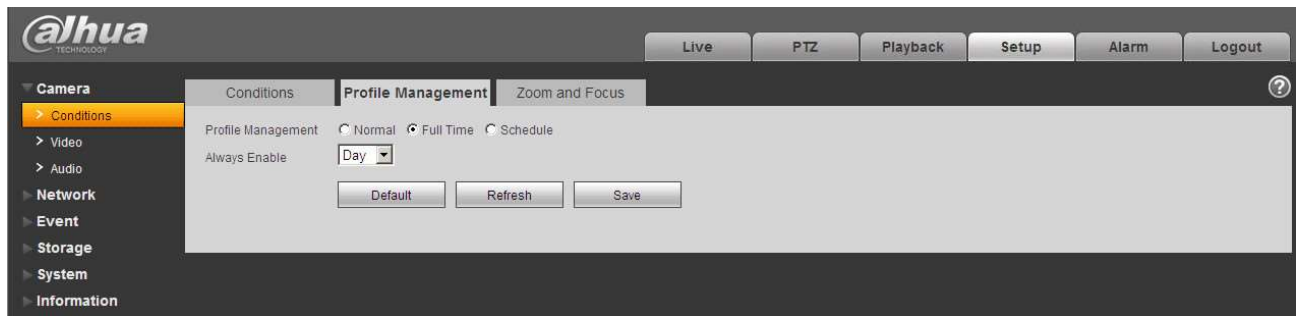 alhua
TECHNOLOGY
Live PTZ Playback Setup Alarm Logout
Camera
Conditions
Video
Audio
Network
Event
Storage
System
Information
Conditions Profile Management Zoom and Focus
?
Profile Management Normal Full Time Schedule
Always Enable Day
Default Refresh Save